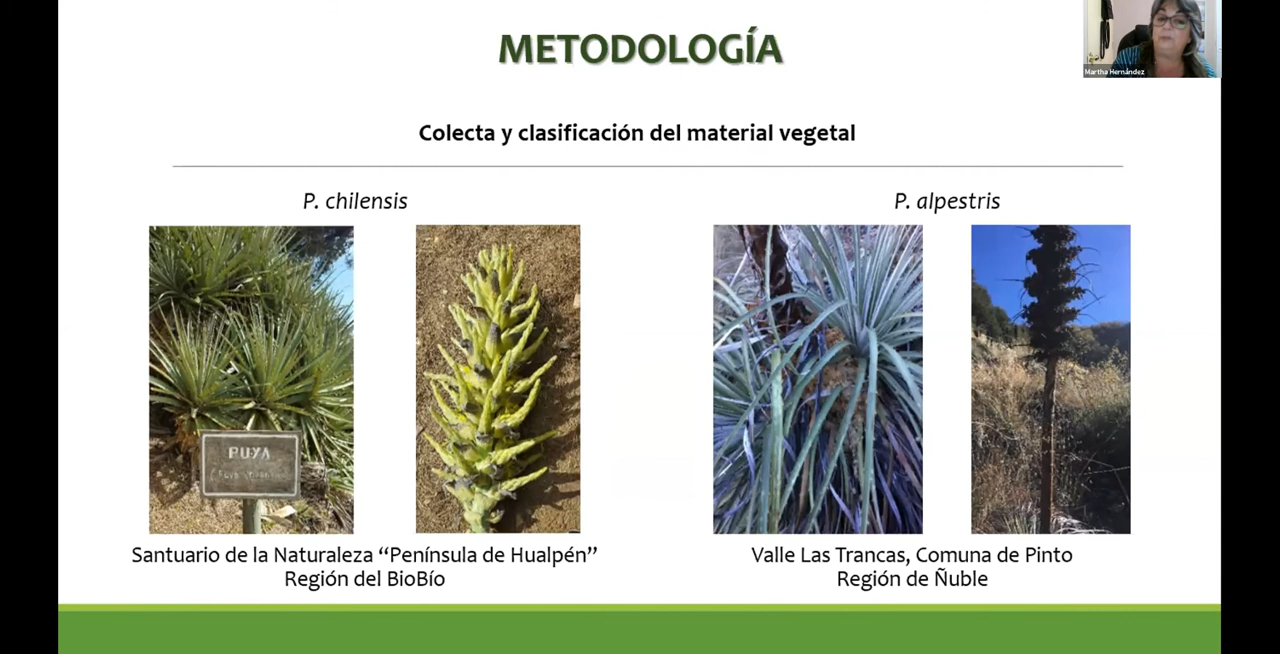 METODOLOGÍA
Martha Hernández
Colecta y clasificación del material vegetal
P. chilensis
P. alpestris
PUYA
Santuario de la Naturaleza “Península de Hualpén”
Región del BioBío
Valle Las Trancas, Comuna de Pinto
Región de Ñuble